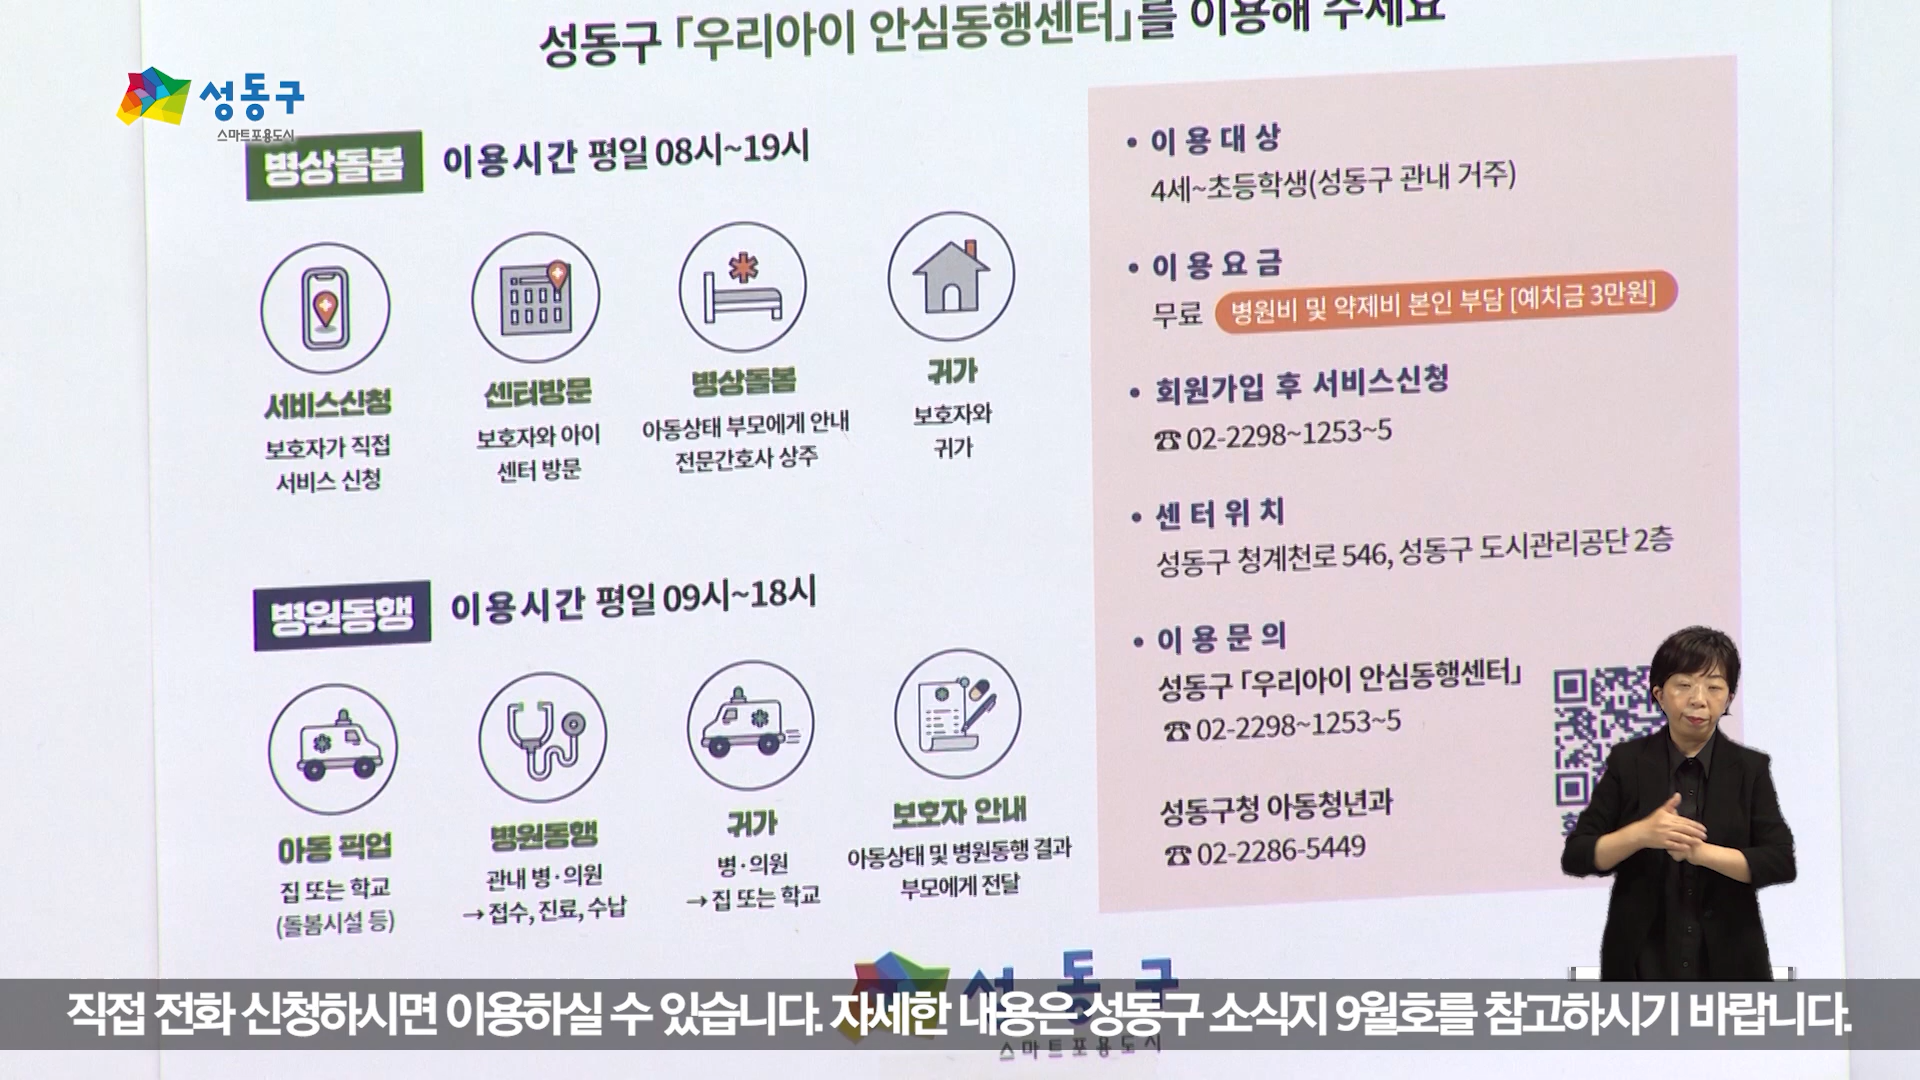 성동구 「우리아이 안심동행센터」를 이용해 주세요
성동구
스마트포용도시
병상돌봄 이용시간 평일 08시~19시
서비스신청
보호자가 직접
서비스 신청
센터방문
보호자와 아이
센터 방문
병상돌봄
아동상태 부모에게 안내
전문간호사 상주
귀가
보호자와
귀가
병원동행 이용시간 평일 09시~18시
아동 픽업
집 또는 학교
(돌봄시설 등)
병원동행
관내 병·의원
→ 접수, 진료, 수납
귀가
병·의원
→ 집 또는 학교
보호자 안내
아동상태 및 병원동행 결과
부모에게 전달
• 이용대상
4세~초등학생(성동구 관내 거주)
• 이용요금
무료 병원비 및 약제비 본인 부담 [예치금 3만원]
• 회원가입 후 서비스신청
☎ 02-2298~1253~5
• 센터위치
성동구 청계천로 546, 성동구 도시관리공단 2층
• 이용문의
성동구 「우리아이 안심동행센터」
☎ 02-2298~1253~5
성동구청 아동청년과
☎ 02-2286-5449
성동구
스마트포용도시
직접 전화 신청하시면 이용하실 수 있습니다. 자세한 내용은 성동구 소식지 9월호를 참고하시기 바랍니다.